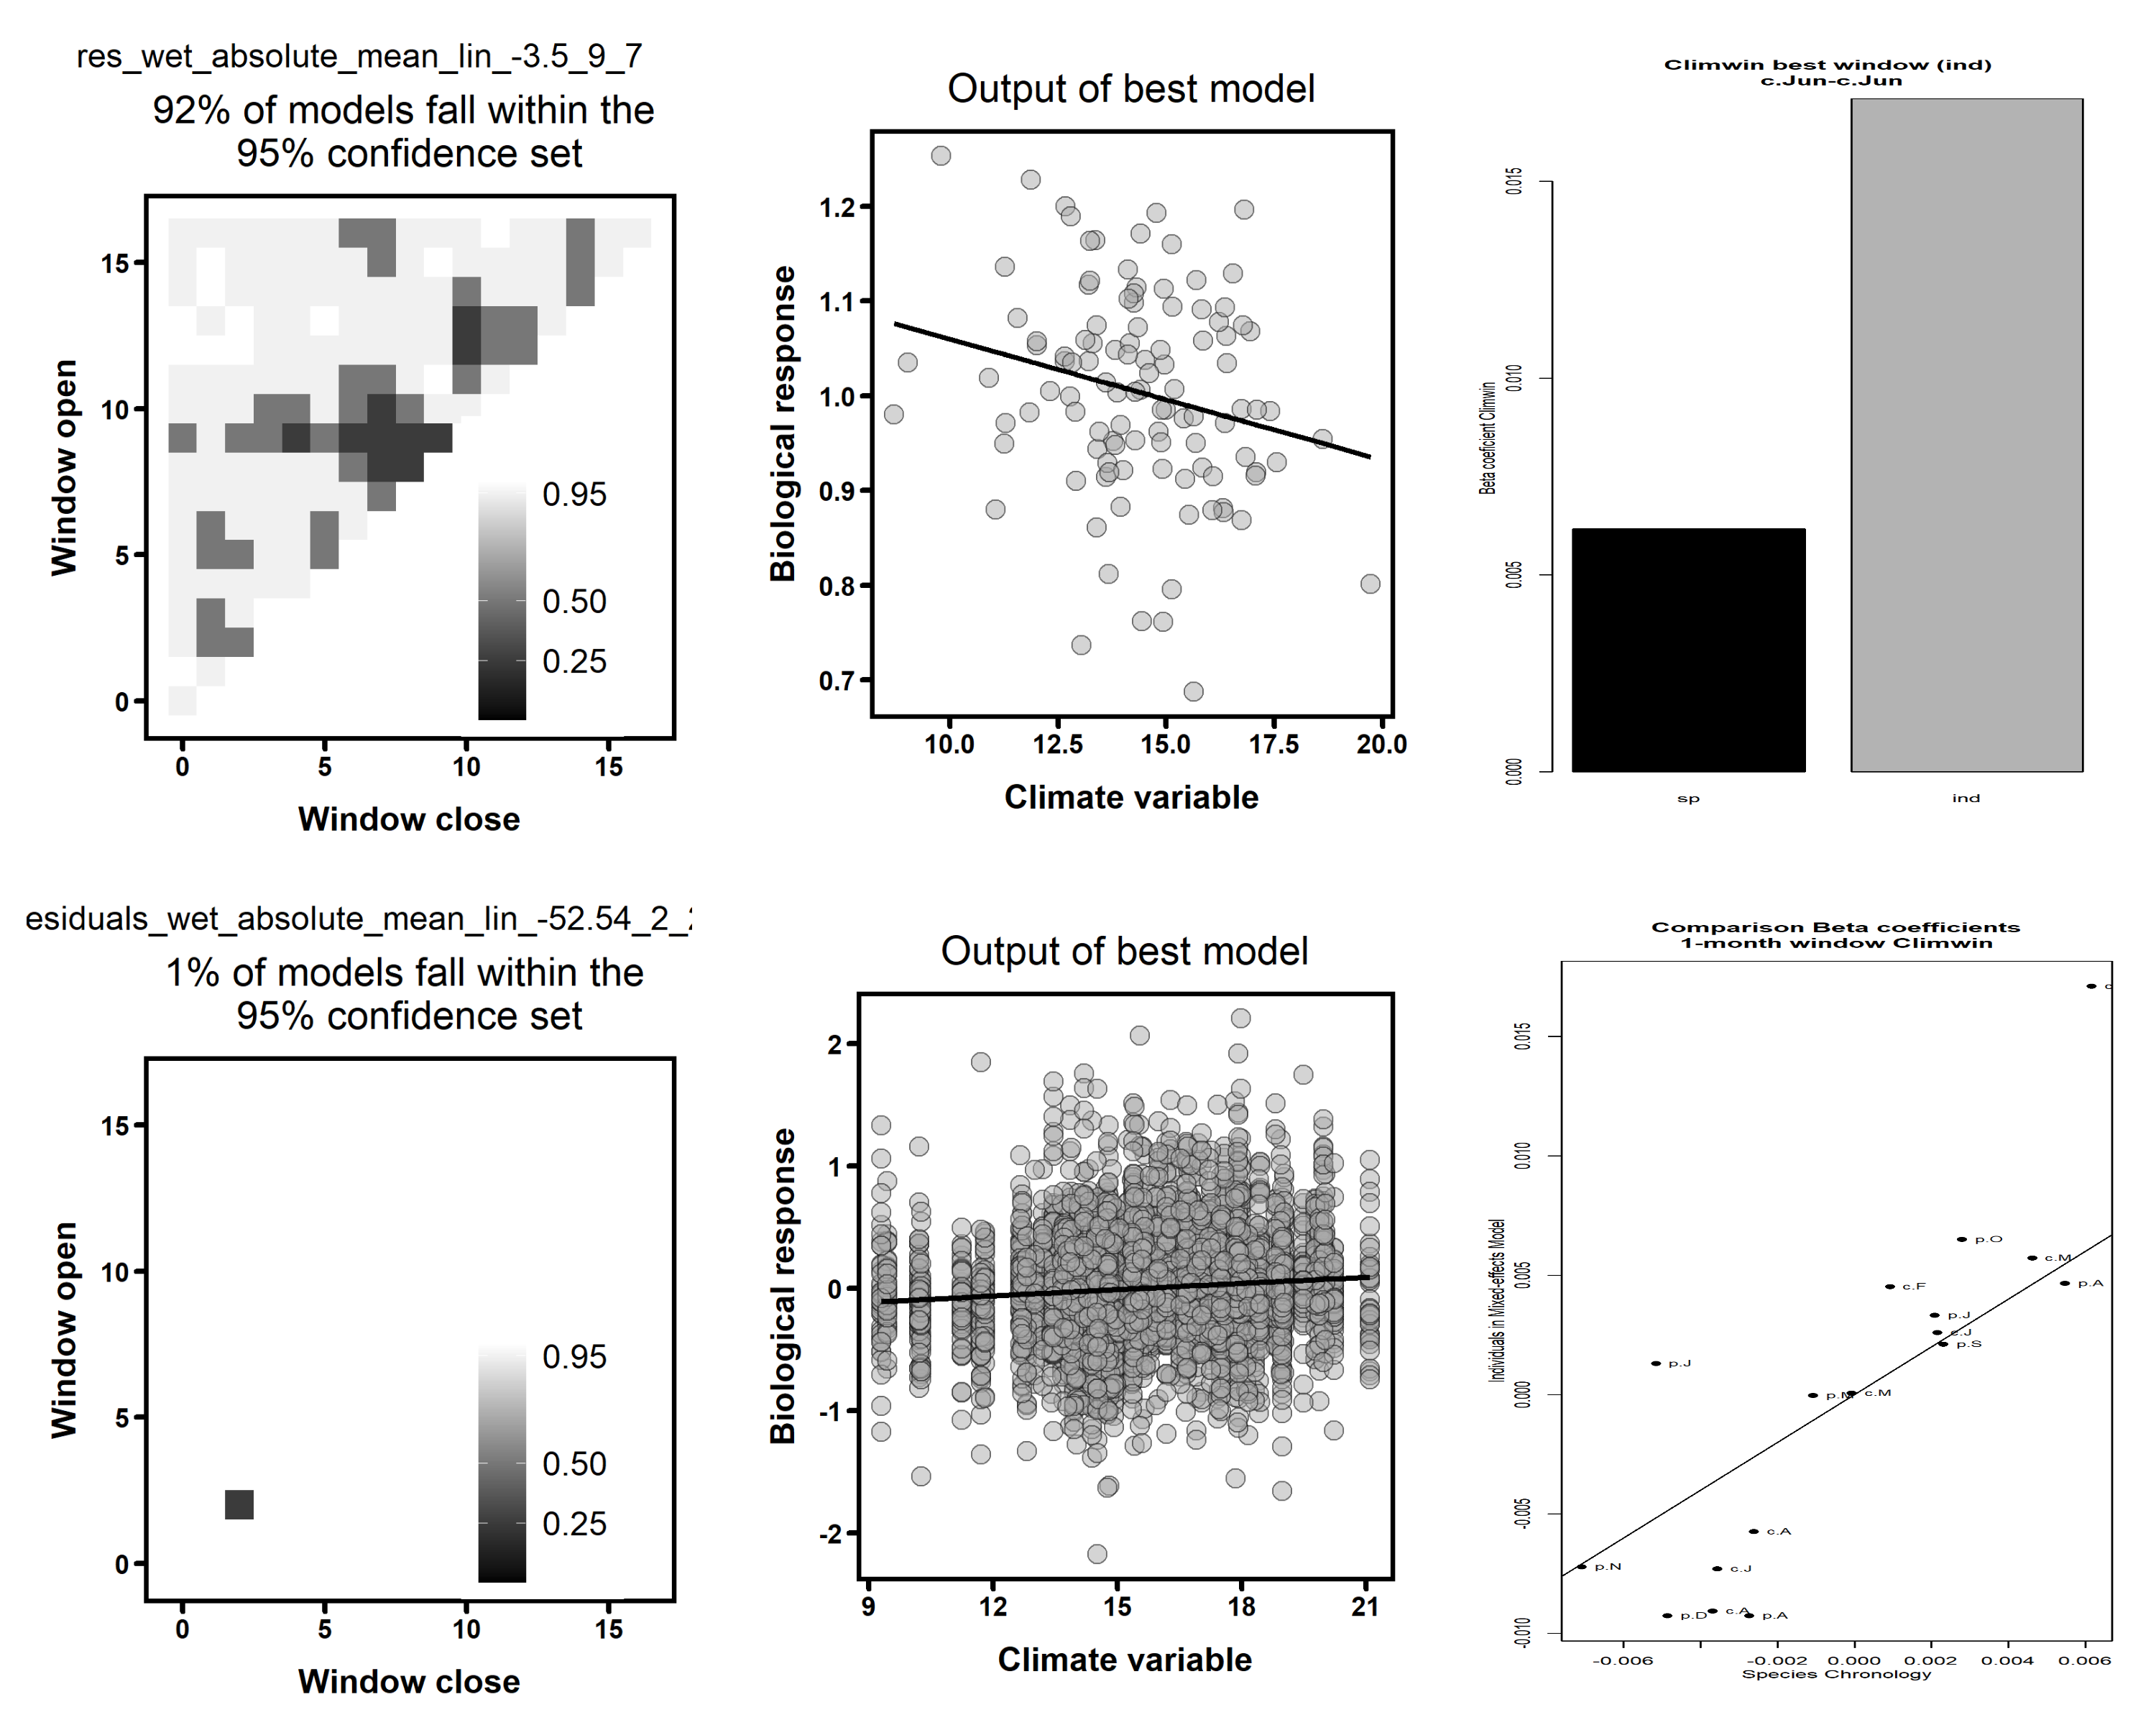 res_wet_absolute_mean_lin_-3.5_9_7
92% of models fall within the
95% confidence set
Window open
15
10
5
0
0.95
0.50
0.25
0
5
10
15
Window close
Output of best model
Biological response
1.2
1.1
1.0
0.9
0.8
0.7
10.0
12.5
15.0
17.5
20.0
Climate variable
Climwin best window (ind)
c.Jun-c.Jun
Beta coeficient Climwin
0.015
0.010
0.005
0.000
sp
ind
esiduals_wet_absolute_mean_lin_-52.54_2_
1% of models fall within the
95% confidence set
Window open
15
10
5
0
0.95
0.50
0.25
0
5
10
15
Window close
Output of best model
Biological response
2
1
0
-1
-2
9
12
15
18
21
Climate variable
Comparison Beta coefficients
1-month window Climwin
Individuals in Mixed-effects Model
0.015
0.010
0.005
0.000
-0.005
-0.010
c
p.O
c.M
p.A
c.F
p.J
c.J
p.S
p.J
p.M
c.M
c.A
p.N
c.J
c.A
p.D
p.A
-0.006
-0.002
0.000
0.002
0.004
0.006
Species Chronology